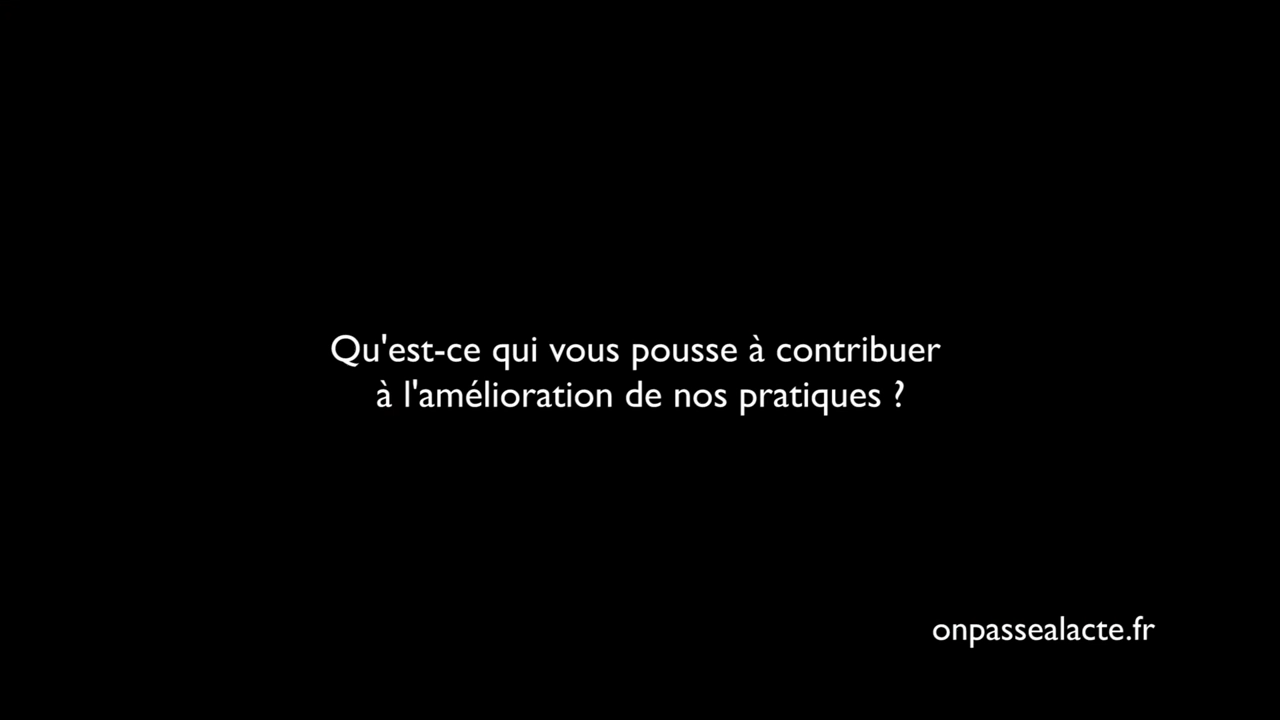 Qu'est-ce qui vous pousse à contribuer
à l'amélioration de nos pratiques ?
onpassealacte.fr